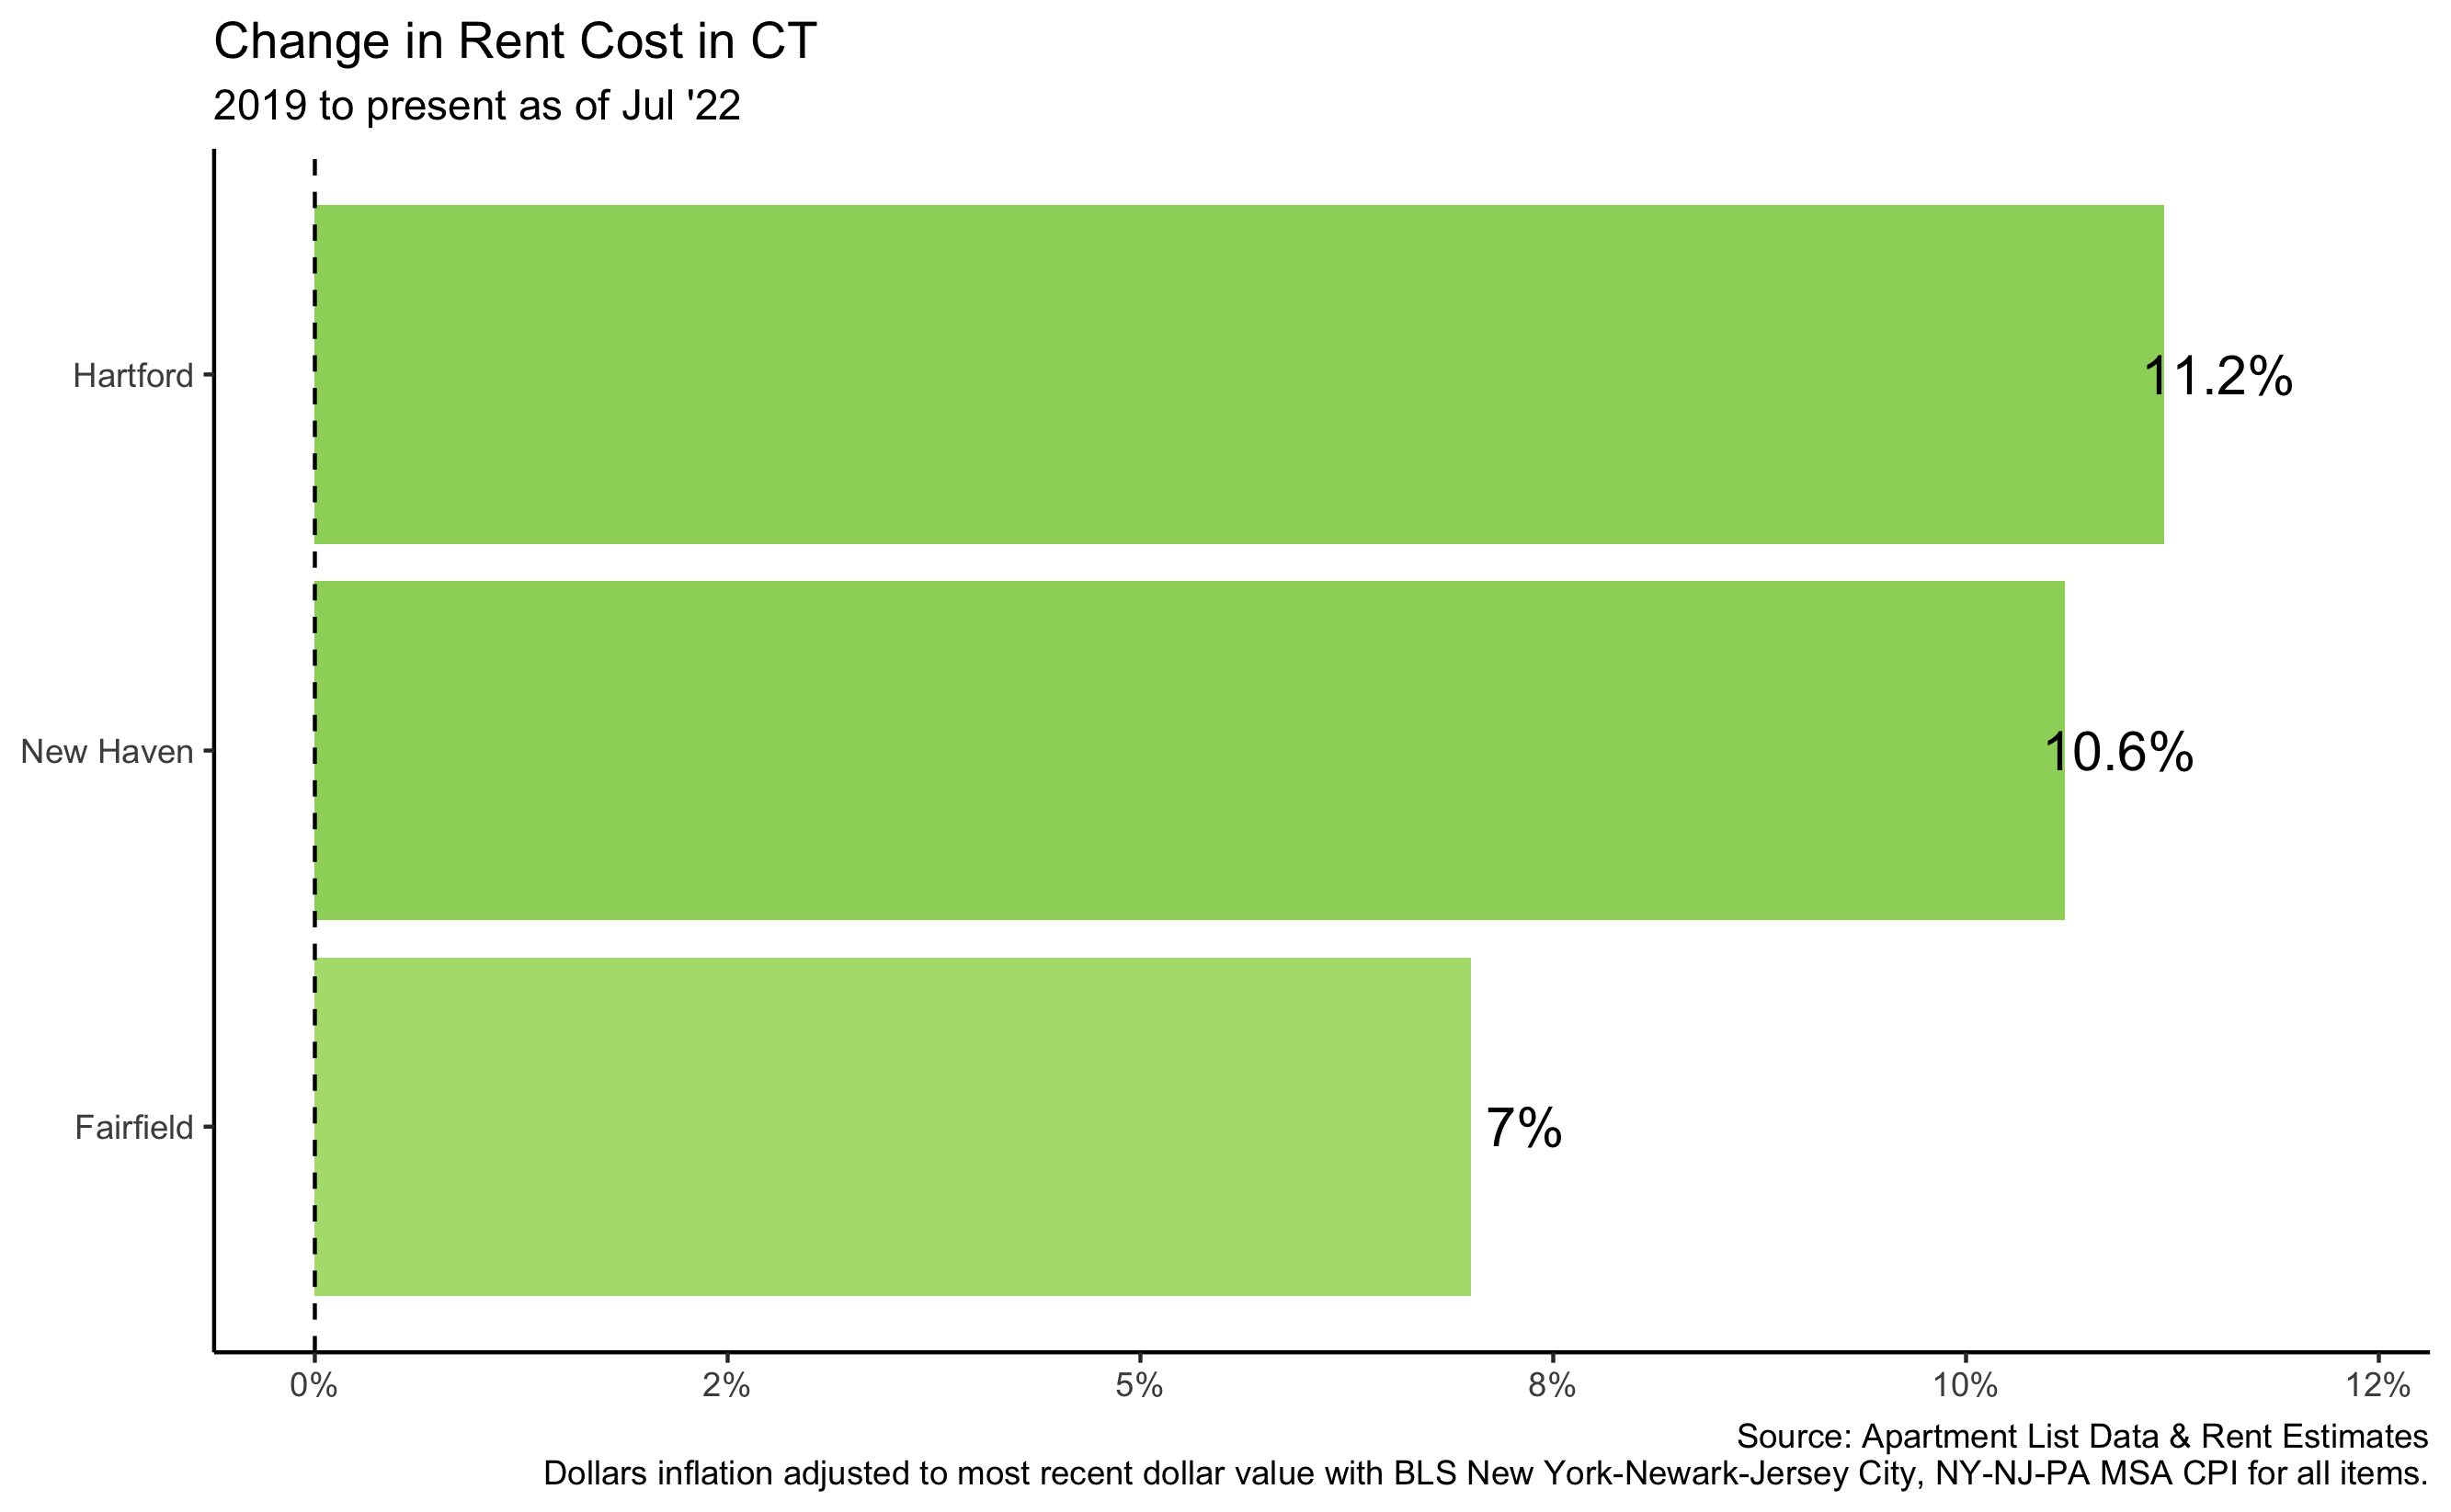 Change in Rent Cost in CT
2019 to present as of Jul '22
Hartford
11.2%
New Haven
10.6%
Fairfield
7%
0% 2% 5% 8% 10% 12%
Source: Apartment List Data & Rent Estimates
Dollars inflation adjusted to most recent dollar value with BLS New York-Newark-Jersey City, NY-NJ-PA MSA CPI for all items.